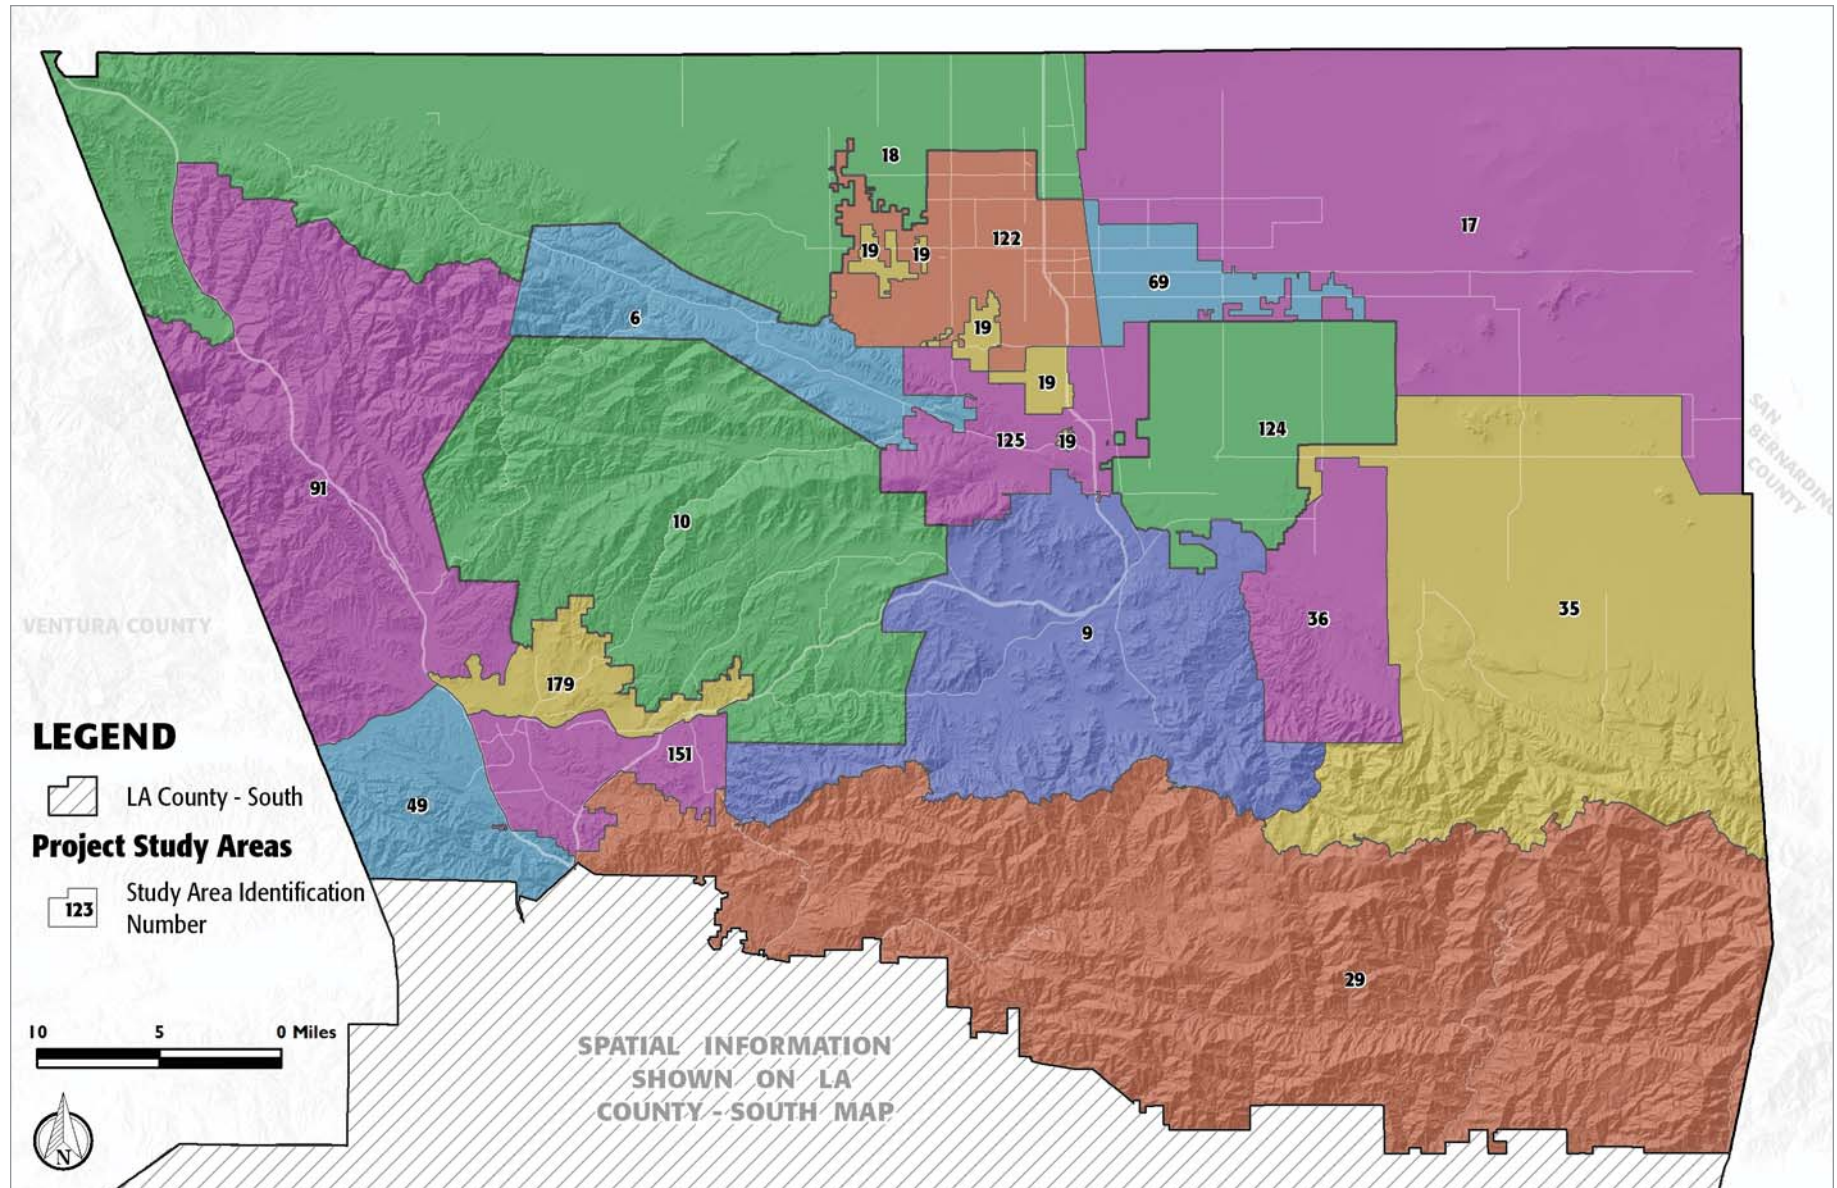 18
17
122
19
19
69
6
19
19
SAN
BERNARDINO
COUNTY
124
125
19
91
10
36
35
VENTURA COUNTY
9
179
151
49
29
LEGEND
LA County - South
Project Study Areas
123
Study Area Identification
Number
10 5 0 Miles
N
SPATIAL INFORMATION
SHOWN ON LA
COUNTY - SOUTH MAP